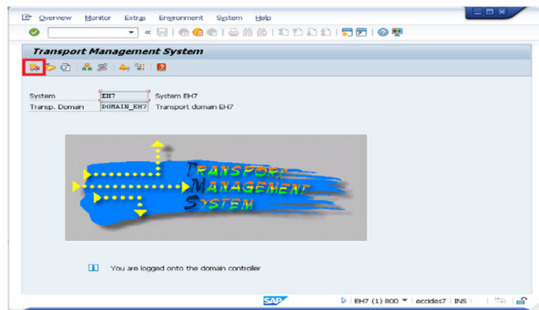 Overview Monitor Extras Environment System Help
Transport Management System
System EH7 System EH7
Transp. Domain DOMAIN_EH7 Transport domain EH7
TRANSPORT
MANAGEMENT
SYSTEM
You are logged onto the domain controller
SAP EH7 (1) 800 eccides7 INS